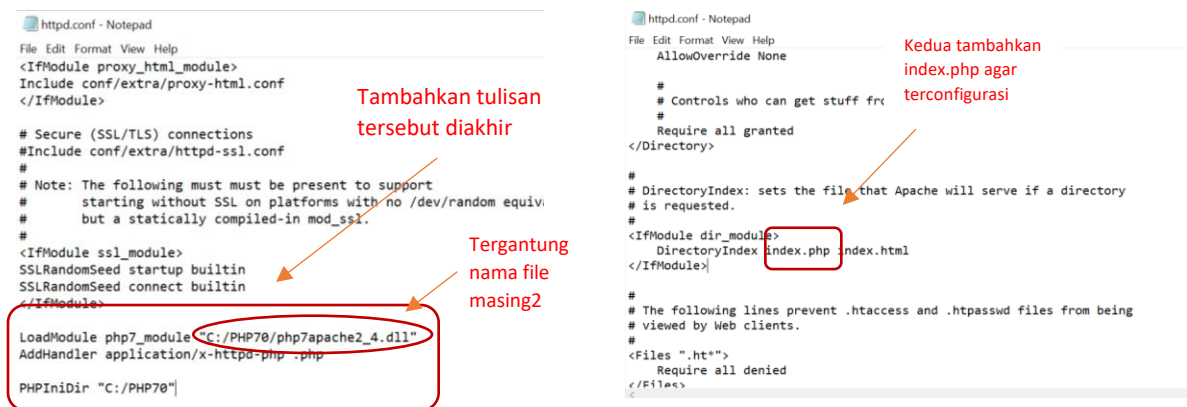 httpd.conf - Notepad
File Edit Format View Help
<IfModule proxy_html_module>
Include conf/extra/proxy-html.conf
</IfModule>
# Secure (SSL/TLS) connections
#Include conf/extra/httpd-ssl.conf
#
# Note: The following must must be present to support
#       starting without SSL on platforms with no /dev/random equiv
#       but a statically compiled-in mod_ssl.
#
<IfModule ssl_module>
SSLRandomSeed startup builtin
SSLRandomSeed connect builtin
</IfModule>
LoadModule php7_module "C:/PHP70/php7apache2_4.dll"
AddHandler application/x-httpd-php .php
PHPIniDir "C:/PHP70"
Tambahkan tulisan
tersebut diakhir
Tergantung
nama file
masing2
httpd.conf - Notepad
File Edit Format View Help
AllowOverride None
#
# Controls who can get stuff fro
#
Require all granted
</Directory>
#
# DirectoryIndex: sets the file that Apache will serve if a directory
# is requested.
#
<IfModule dir_module>
DirectoryIndex index.php index.html
</IfModule>
#
# The following lines prevent .htaccess and .htpasswd files from being
# viewed by Web clients.
#
<Files ".ht*">
Require all denied
</Files>
Kedua tambahkan
index.php agar
terconfigurasi